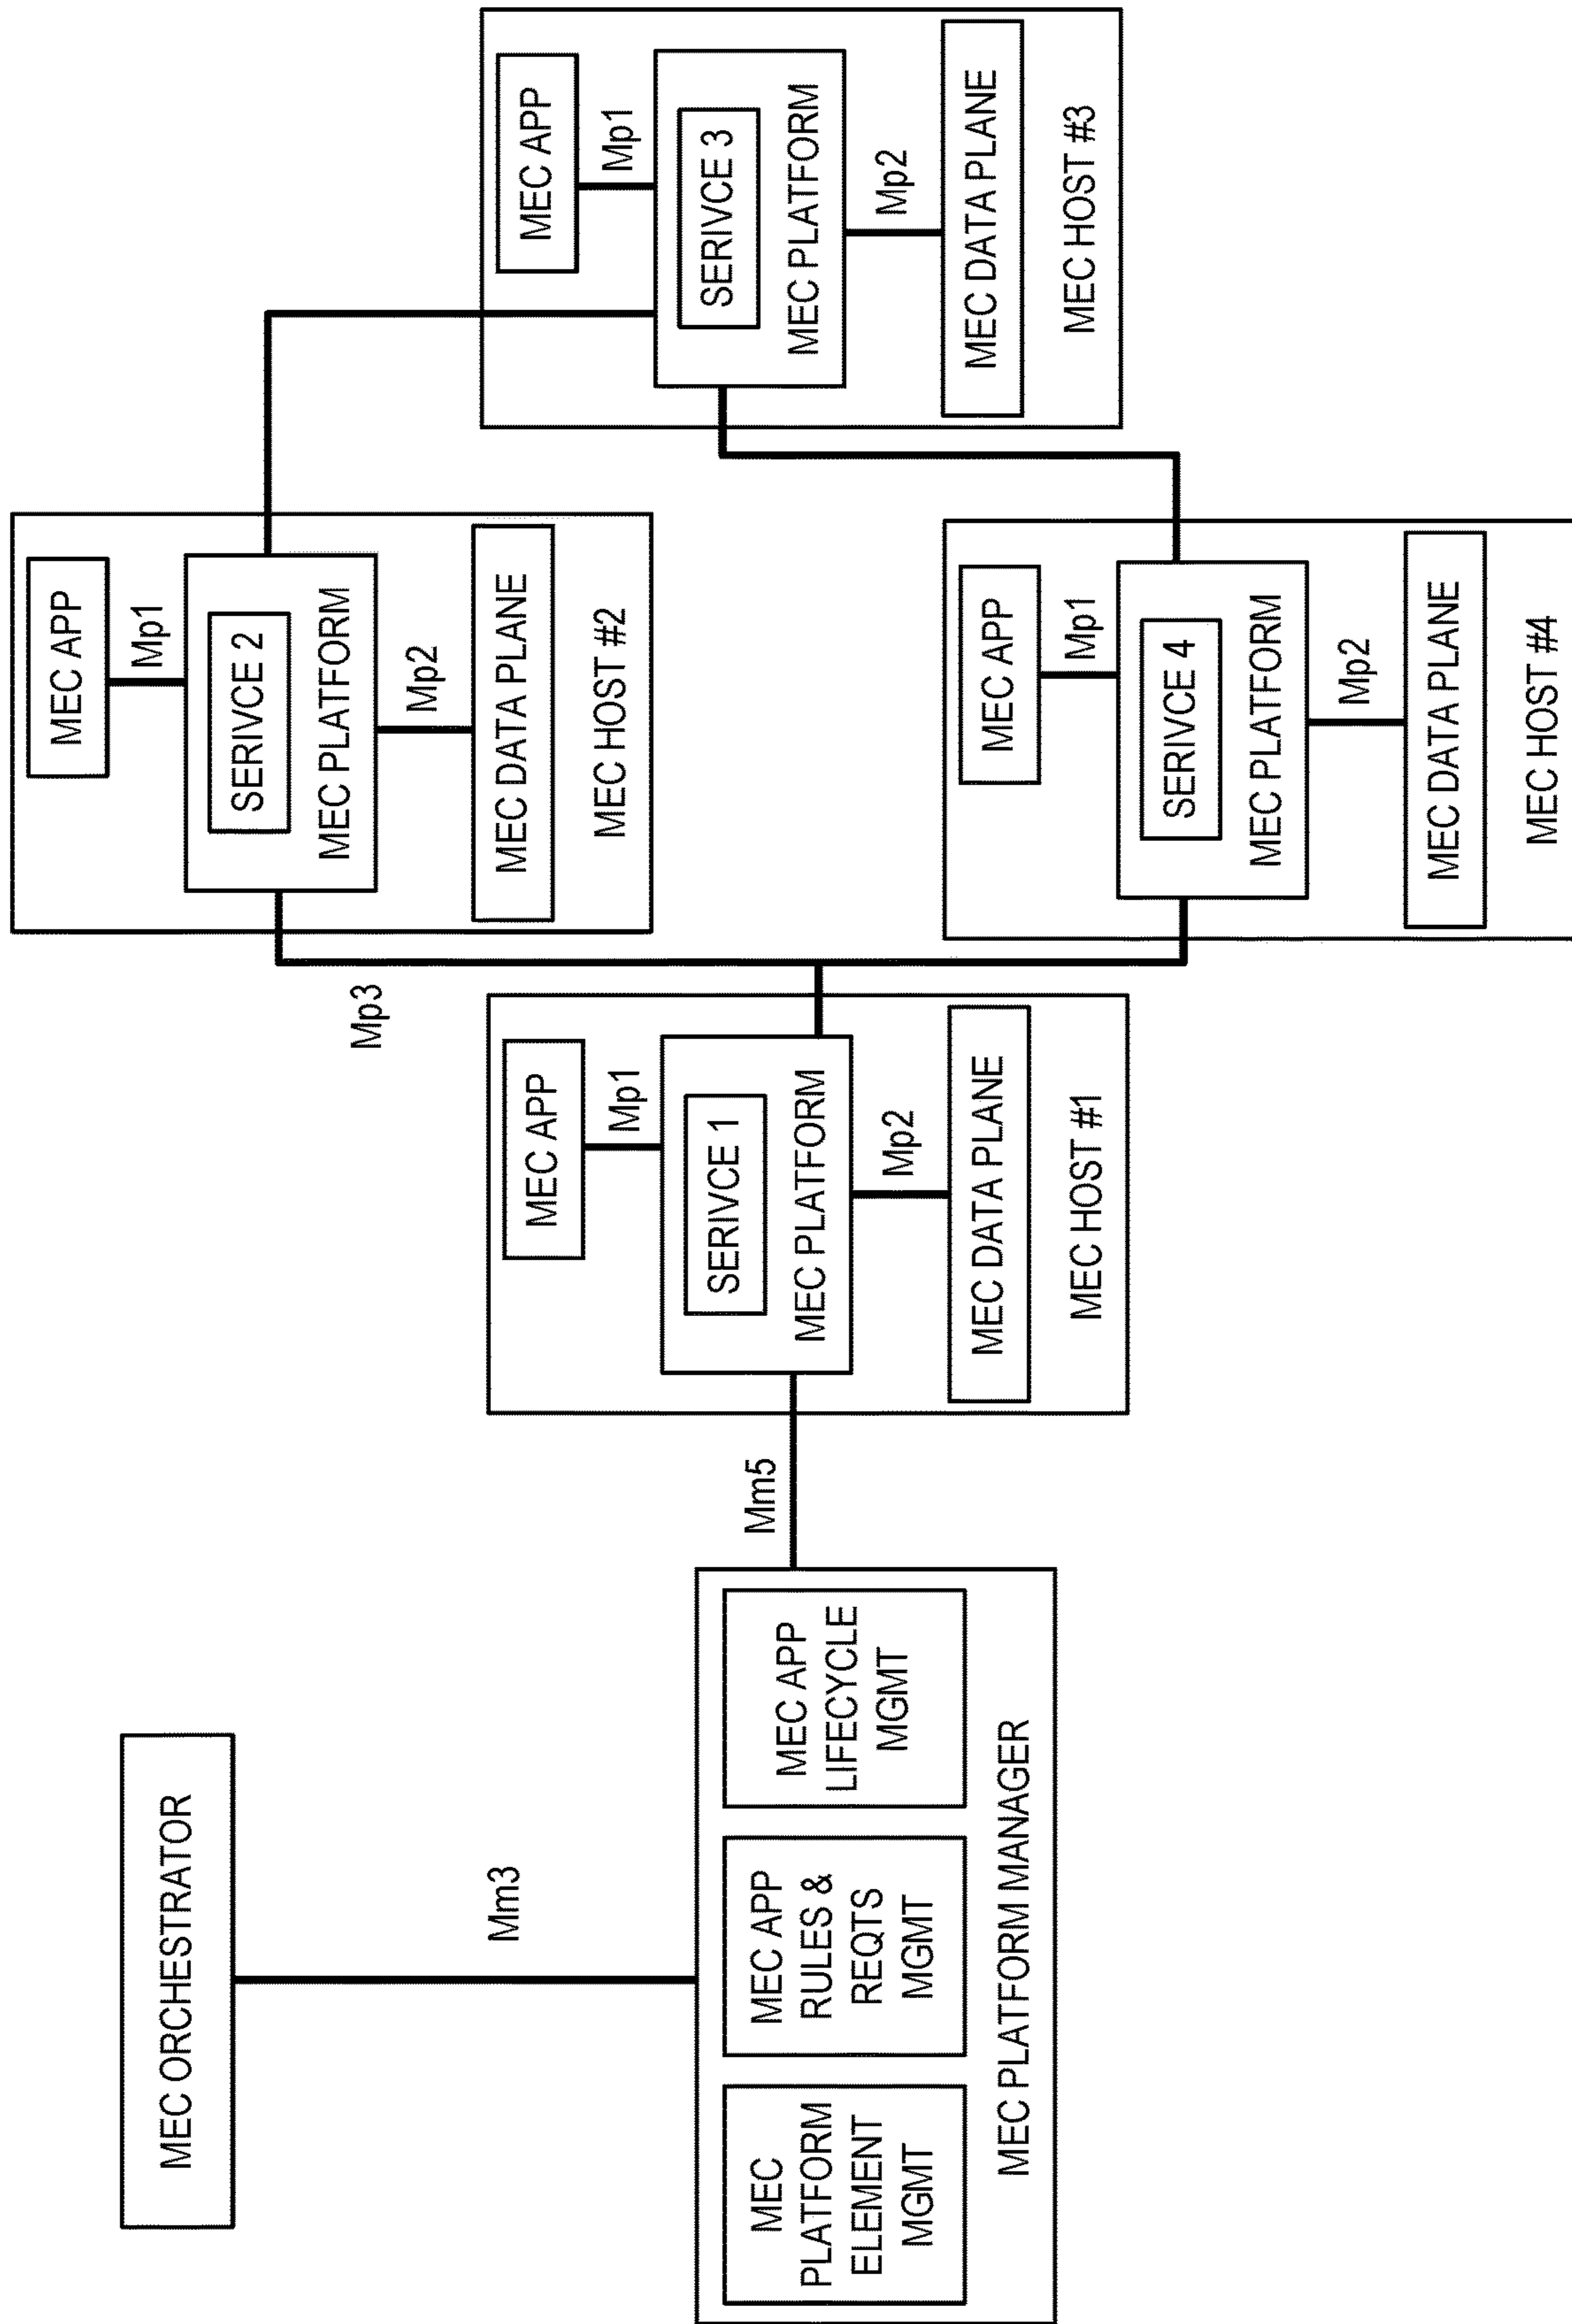 MEC ORCHESTRATOR
Mm3
MEC
PLATFORM
ELEMENT
MGMT
MEC APP
RULES &
REQTS
MGMT
MEC APP
LIFECYCLE
MGMT
MEC PLATFORM MANAGER
Mm5
MEC APP
Mp1
SERIVCE 1
MEC PLATFORM
Mp2
MEC DATA PLANE
MEC HOST #1
Mp3
MEC APP
Mp1
SERIVCE 2
MEC PLATFORM
Mp2
MEC DATA PLANE
MEC HOST #2
MEC APP
Mp1
SERIVCE 4
MEC PLATFORM
Mp2
MEC DATA PLANE
MEC HOST #4
MEC APP
Mp1
SERIVCE 3
MEC PLATFORM
Mp2
MEC DATA PLANE
MEC HOST #3